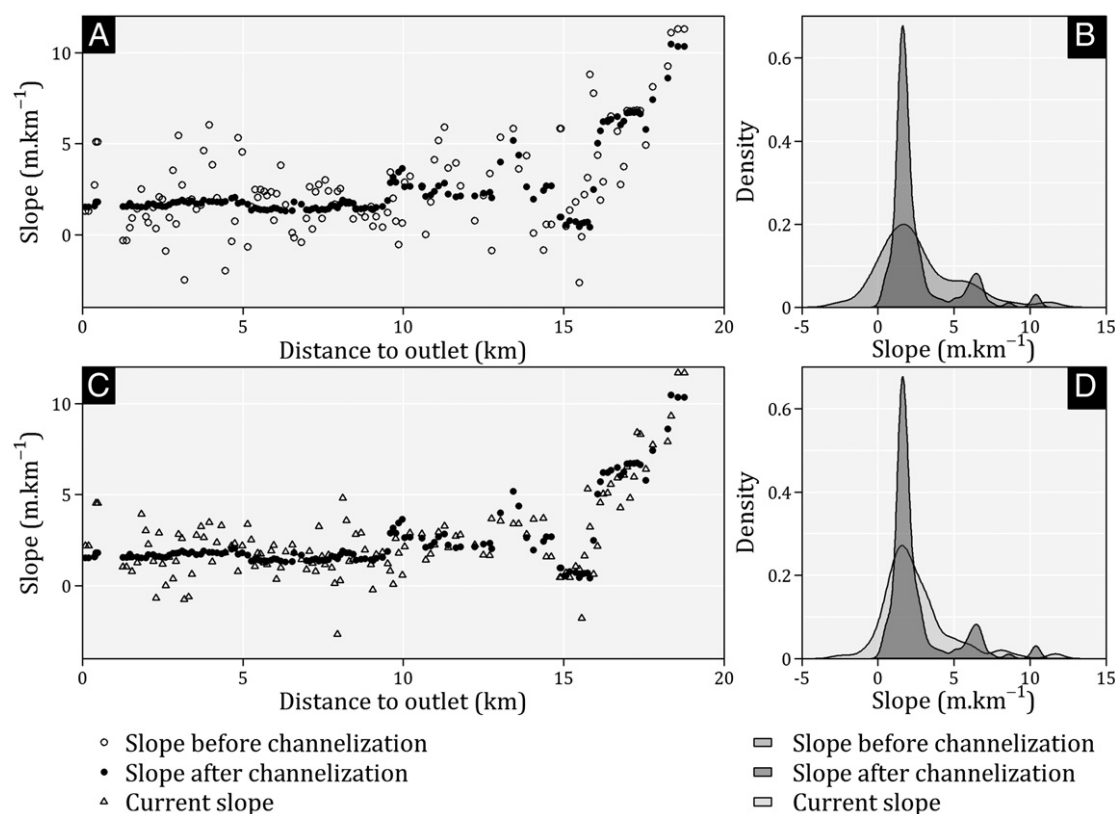 A
B
Slope (m.km⁻¹)
10
5
0
0 5 10 15 20
Distance to outlet (km)
Density
0.6
0.4
0.2
0
-5 0 5 10 15
Slope (m.km⁻¹)
C
D
Slope (m.km⁻¹)
10
5
0
0 5 10 15 20
Distance to outlet (km)
Density
0.6
0.4
0.2
0
-5 0 5 10 15
Slope (m.km⁻¹)
Slope before channelization
Slope after channelization
Current slope
Slope before channelization
Slope after channelization
Current slope